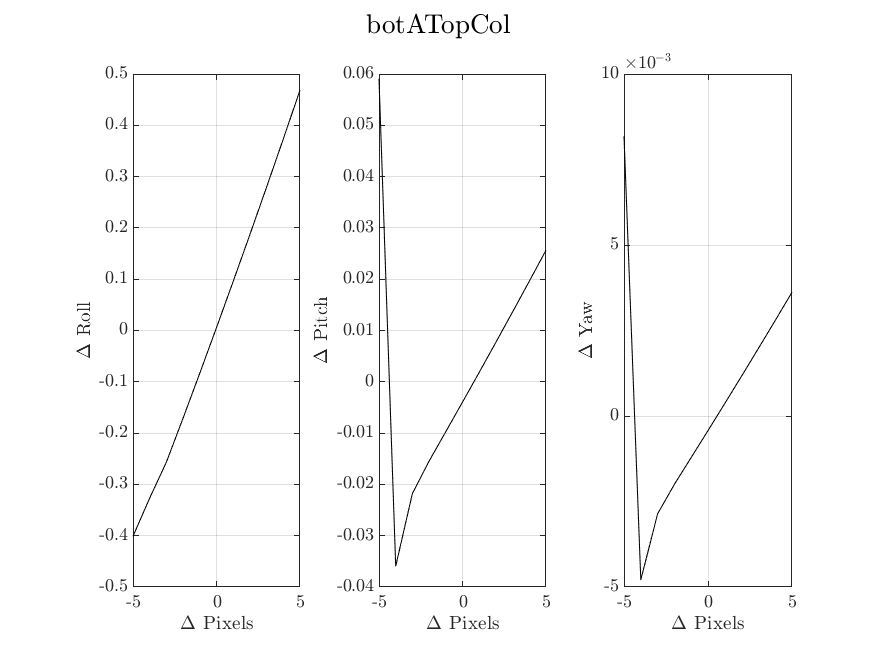 botATopCol
0.5
0.4
0.3
0.2
0.1
0
-0.1
-0.2
-0.3
-0.4
-0.5
-5 0 5
Δ Pixels
Δ Roll
0.06
0.05
0.04
0.03
0.02
0.01
0
-0.01
-0.02
-0.03
-0.04
-5 0 5
Δ Pixels
Δ Pitch
×10⁻³
10
5
0
-5
-5 0 5
Δ Pixels
Δ Yaw